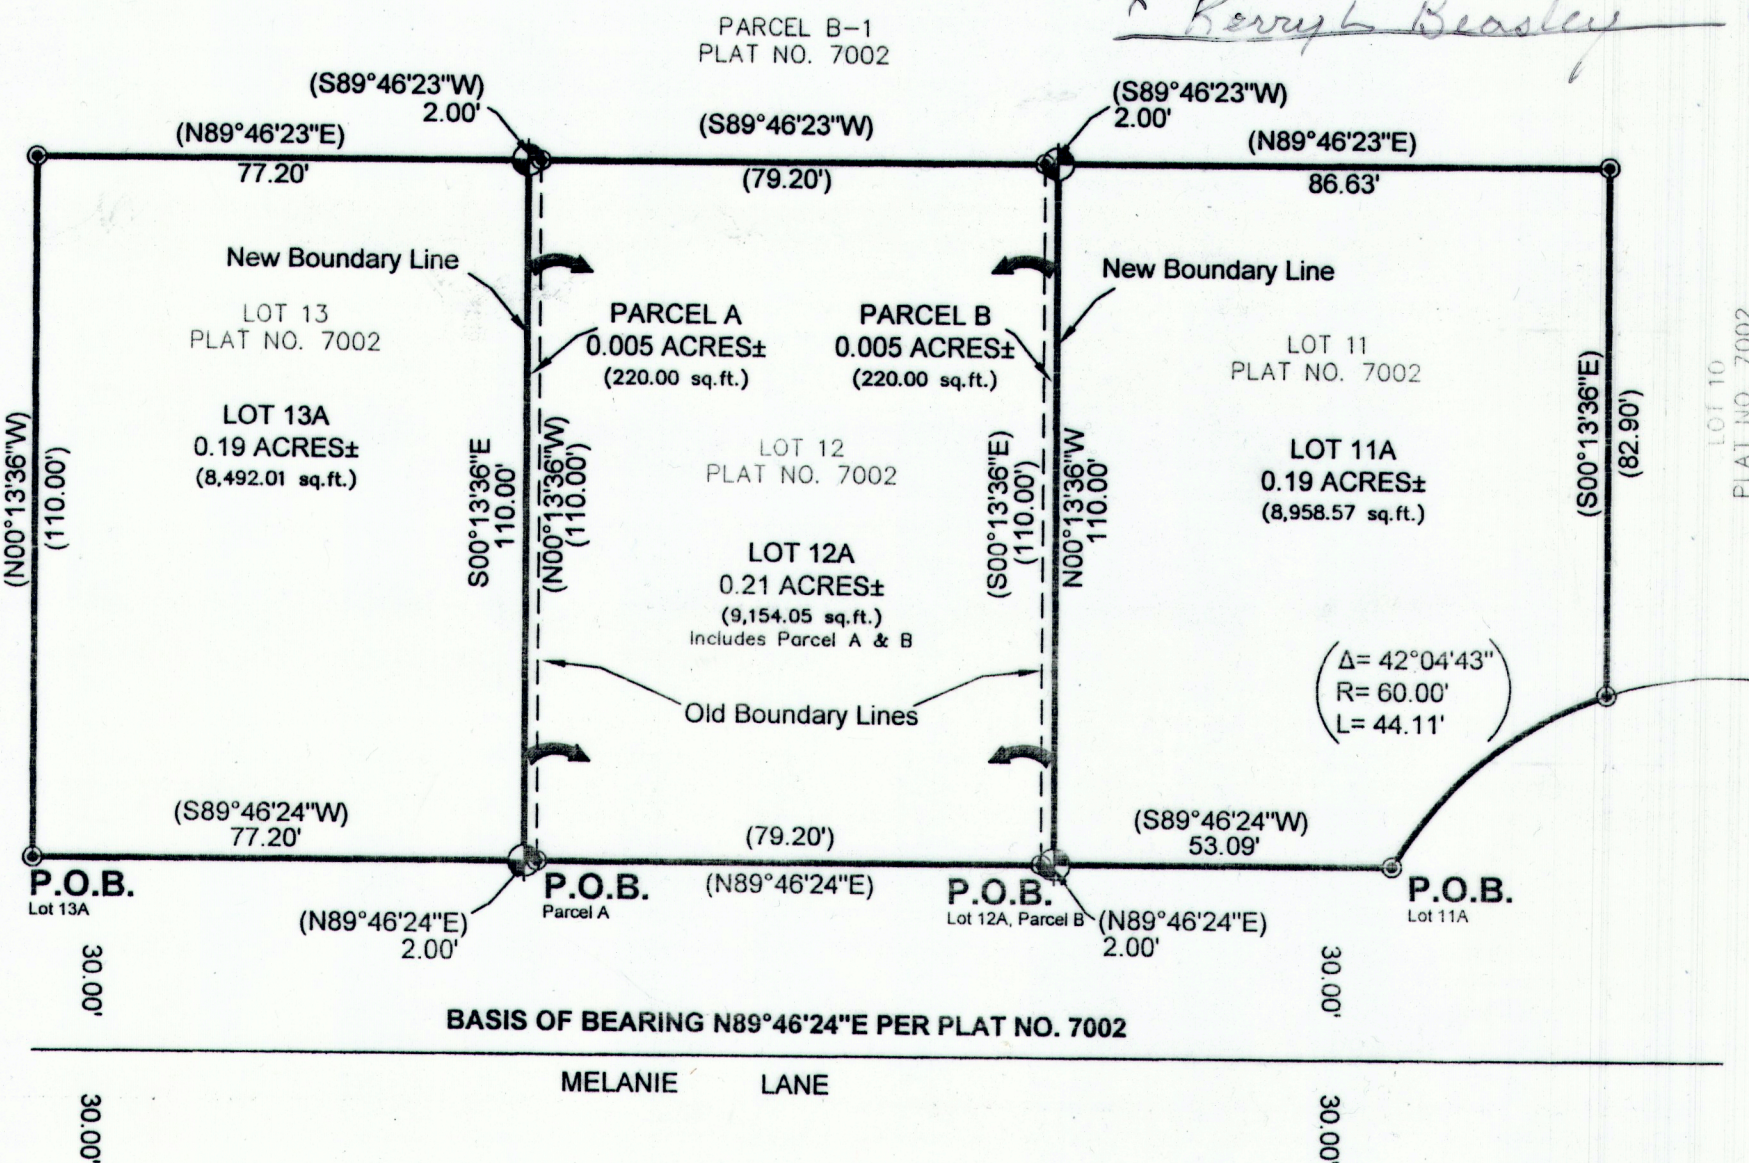 Kerry L Beasley
PARCEL B-1
PLAT NO. 7002
(S89°46'23"W)
2.00'
(S89°46'23"W)
2.00'
(N89°46'23"E)
77.20'
(S89°46'23"W)
(79.20')
(N89°46'23"E)
86.63'
New Boundary Line
New Boundary Line
LOT 13
PLAT NO. 7002
PARCEL A
0.005 ACRES±
(220.00 sq.ft.)
PARCEL B
0.005 ACRES±
(220.00 sq.ft.)
LOT 11
PLAT NO. 7002
LOT 10
PLAT NO. 7002
LOT 13A
0.19 ACRES±
(8,492.01 sq.ft.)
LOT 12
PLAT NO. 7002
LOT 11A
0.19 ACRES±
(8,958.57 sq.ft.)
(N00°13'36"W)
(110.00')
S00°13'36"E
110.00'
(N00°13'36"W)
(110.00')
(S00°13'36"E)
(110.00')
N00°13'36"W
110.00'
(S00°13'36"E)
(82.90')
LOT 12A
0.21 ACRES±
(9,154.05 sq.ft.)
Includes Parcel A & B
Δ= 42°04'43"
R= 60.00'
L= 44.11'
Old Boundary Lines
(S89°46'24"W)
77.20'
(79.20')
(N89°46'24"E)
(S89°46'24"W)
53.09'
P.O.B.
Lot 13A
P.O.B.
Parcel A
P.O.B.
Lot 12A, Parcel B
P.O.B.
Lot 11A
(N89°46'24"E)
2.00'
(N89°46'24"E)
2.00'
30.00'
30.00'
BASIS OF BEARING N89°46'24"E PER PLAT NO. 7002
MELANIE LANE
30.00'
30.00'